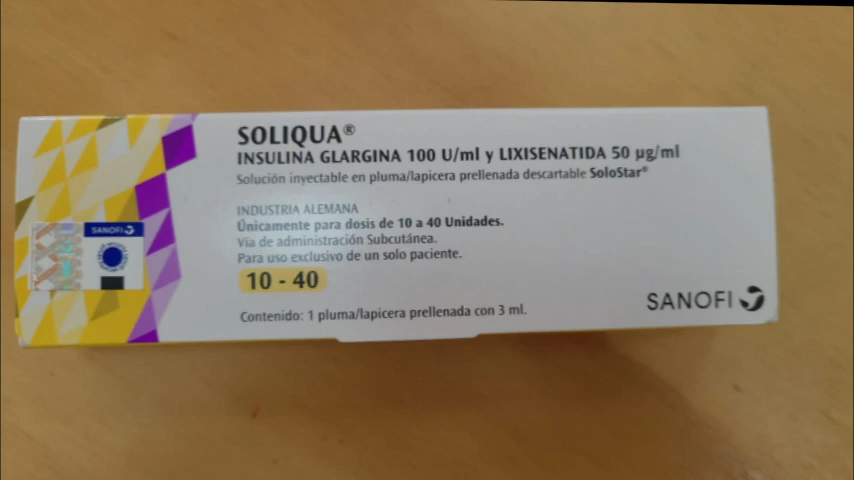 SOLIQUA®
INSULINA GLARGINA 100 U/ml y LIXISENATIDA 50 µg/ml
Solución inyectable en pluma/lapicera prellenada descartable SoloStar®
INDUSTRIA ALEMANA
Únicamente para dosis de 10 a 40 Unidades.
Vía de administración Subcutánea.
Para uso exclusivo de un solo paciente.
10 - 40
Contenido: 1 pluma/lapicera prellenada con 3 ml.
SANOFI
SANOFI